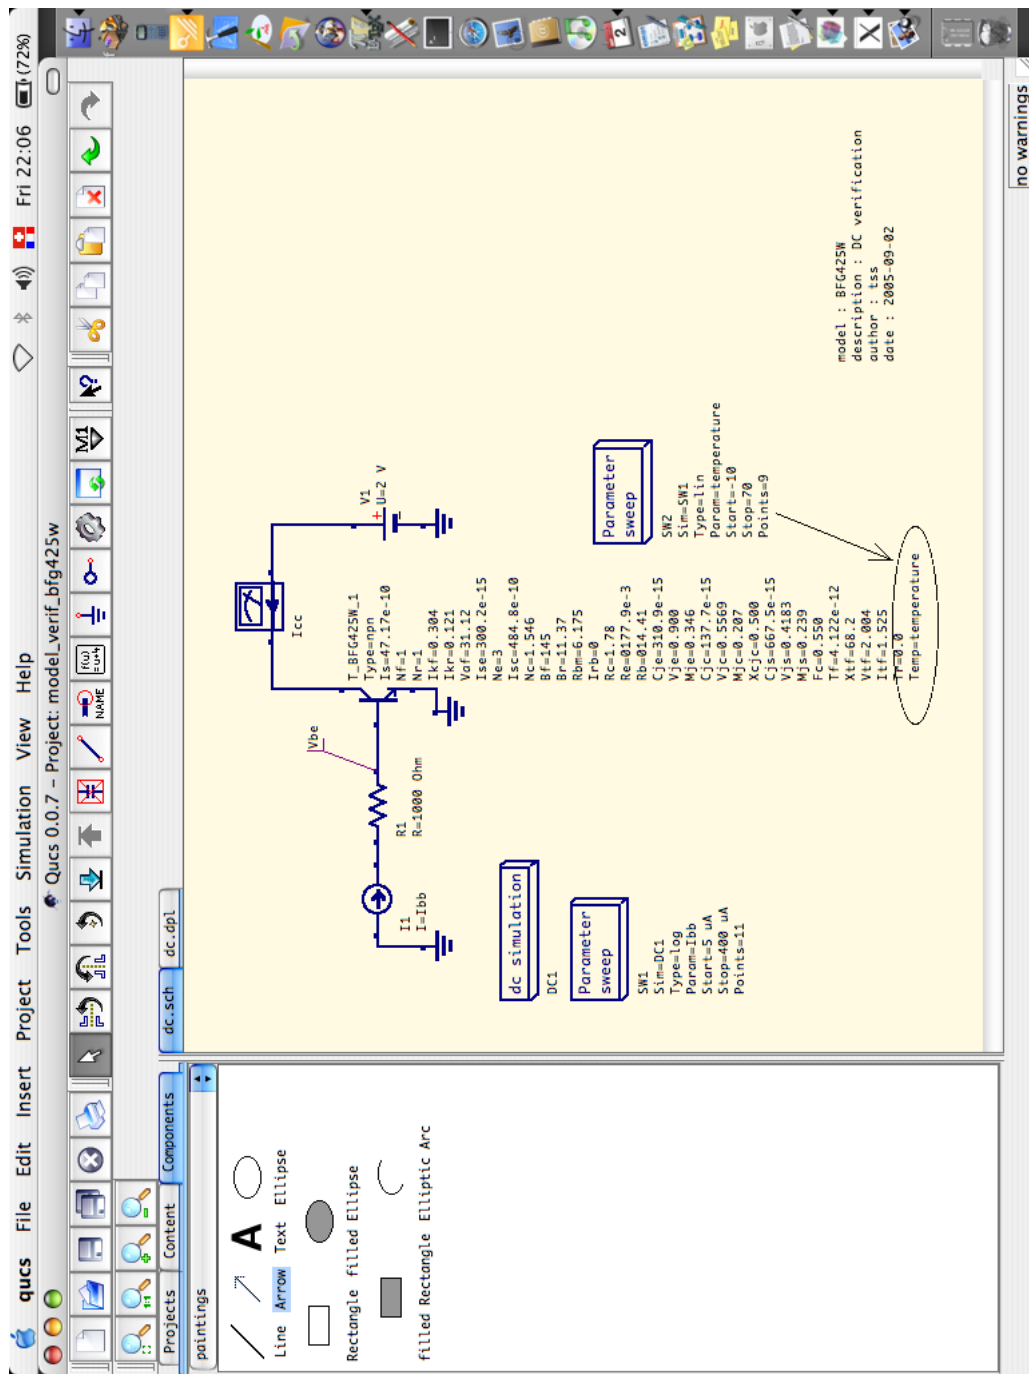 qucs File Edit Insert Project Tools Simulation View Help Fri 22:06 (72%)
Qucs 0.0.7 – Project: model_verif_bfg425w
1:1
NAME
f(ω)
=u+4
M1
?
Projects Content Components
paintings
Line Arrow Text Ellipse
Rectangle filled Ellipse
filled Rectangle Elliptic Arc
dc.sch dc.dpl
I1
I=Ibb
R1
R=1000 Ohm
Vbe
Icc
V1
U=2 V
T_BFG425W_1
Type=npn
Is=47.17e-10
Nf=1
Nr=1
Ikf=0.304
Ikr=0.121
Vaf=31.12
Ise=300.2e-15
Ne=3
Isc=484.8e-10
Nc=1.546
Bf=145
Br=11.37
Rbm=6.175
Irb=0
Rc=1.78
Re=0177.9e-3
Rb=014.41
Cje=310.9e-15
Vje=0.900
Mje=0.346
Cjc=137.7e-15
Vjc=0.5569
Mjc=0.207
Xcjc=0.500
Cjs=667.5e-15
Vjs=0.4183
Mjs=0.239
Fc=0.550
Tf=4.122e-12
Xtf=68.2
Vtf=2.004
Itf=1.525
Tr=0.0
Temp=temperature
dc simulation
DC1
Parameter
sweep
SW1
Sim=DC1
Type=log
Param=Ibb
Start=5 uA
Stop=400 uA
Points=11
Parameter
sweep
SW2
Sim=SW1
Type=lin
Param=temperature
Start=-10
Stop=70
Points=9
model : BFG425W
description : DC verification
author : tss
date : 2005-09-02
no warnings